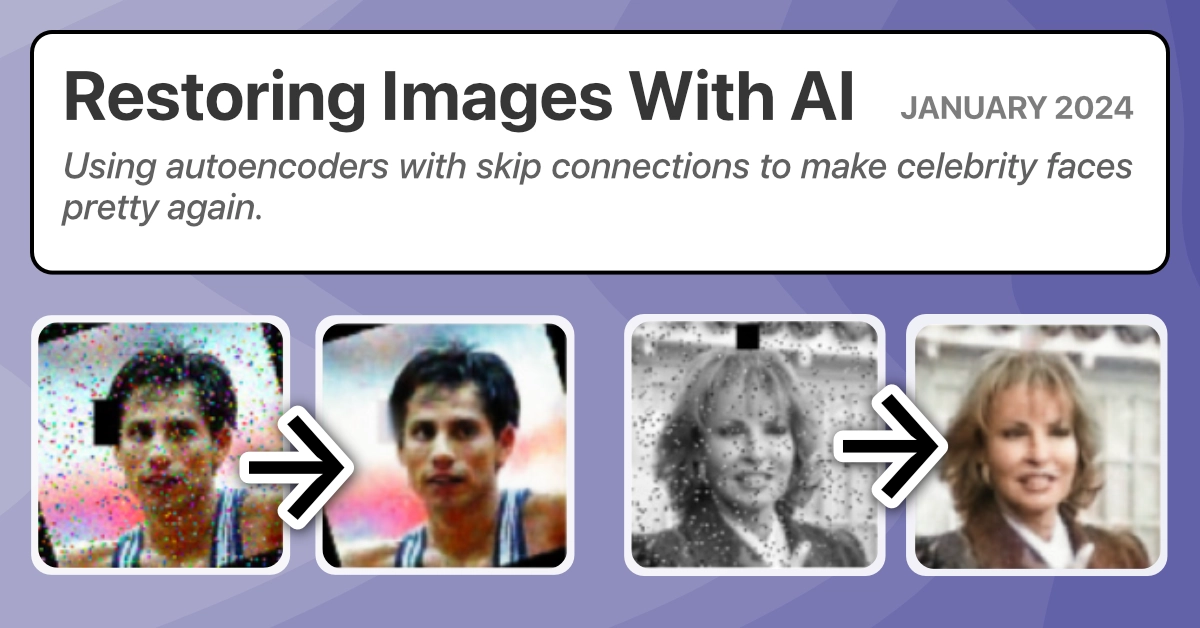 Restoring Images With AI JANUARY 2024
Using autoencoders with skip connections to make celebrity faces
pretty again.